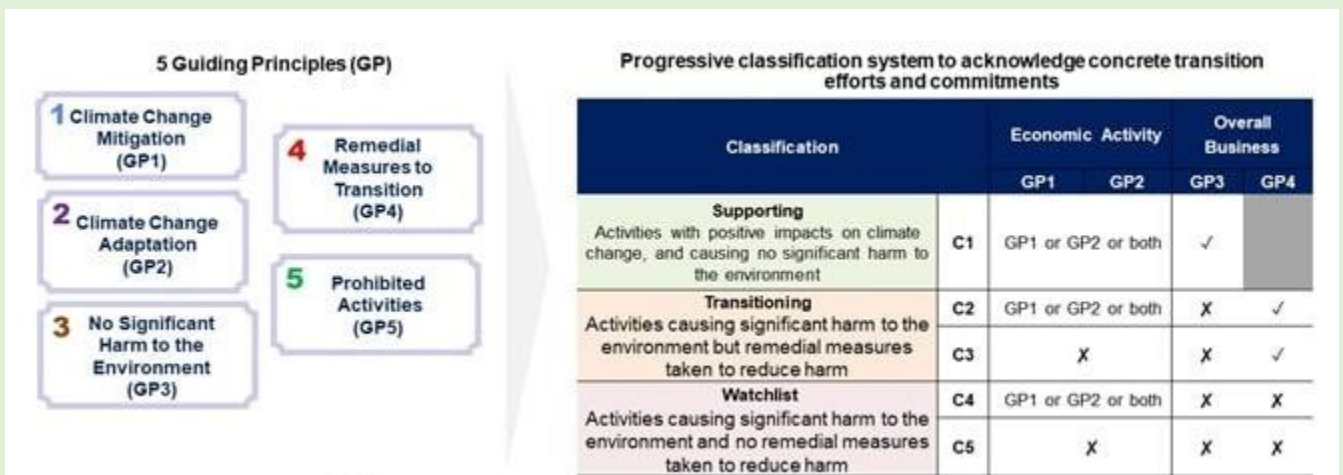 5 Guiding Principles (GP)
1 Climate Change
Mitigation
(GP1)
2 Climate Change
Adaptation
(GP2)
3 No Significant
Harm to the
Environment
(GP3)
4 Remedial
Measures to
Transition
(GP4)
5 Prohibited
Activities
(GP5)
Progressive classification system to acknowledge concrete transition
efforts and commitments
Classification
Economic Activity
Overall
Business
GP1 GP2 GP3 GP4
Supporting
Activities with positive impacts on climate
change, and causing no significant harm to
the environment
C1 GP1 or GP2 or both ✓
Transitioning
Activities causing significant harm to the
environment but remedial measures
taken to reduce harm
C2 GP1 or GP2 or both ✗ ✓
C3 ✗ ✗ ✓
Watchlist
Activities causing significant harm to the
environment and no remedial measures
taken to reduce harm
C4 GP1 or GP2 or both ✗ ✗
C5 ✗ ✗ ✗